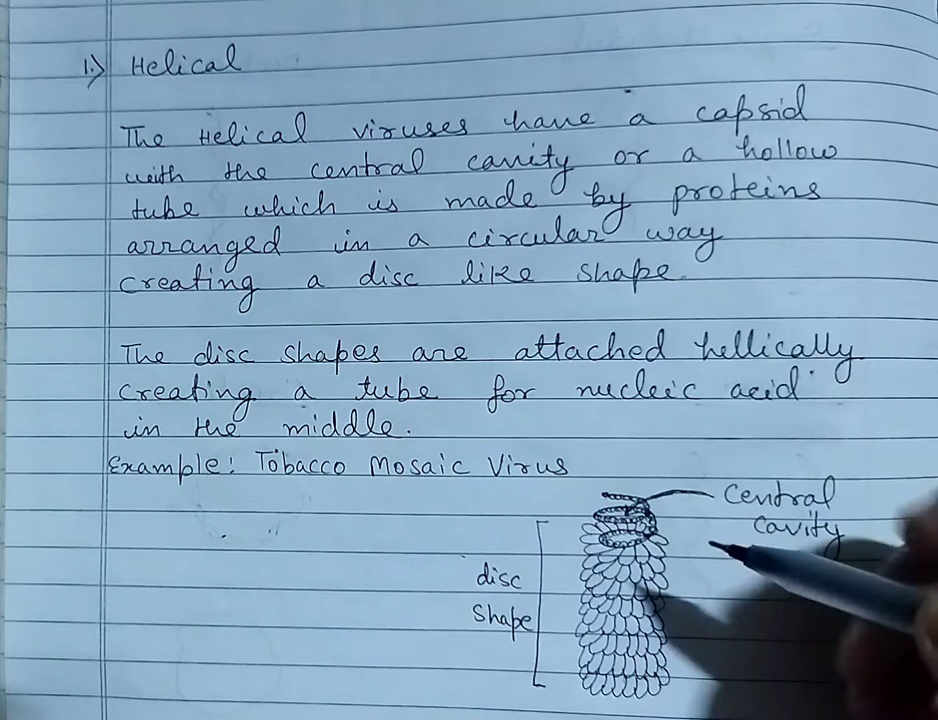 1.) Helical
The Helical viruses have a capsid
with the central cavity or a hollow
tube which is made by proteins
arranged in a circular way
creating a disc like shape.
The disc shapes are attached hellically
creating a tube for nucleic acid
in the middle.
Example: Tobacco Mosaic Virus
Central
Cavity
disc
Shape